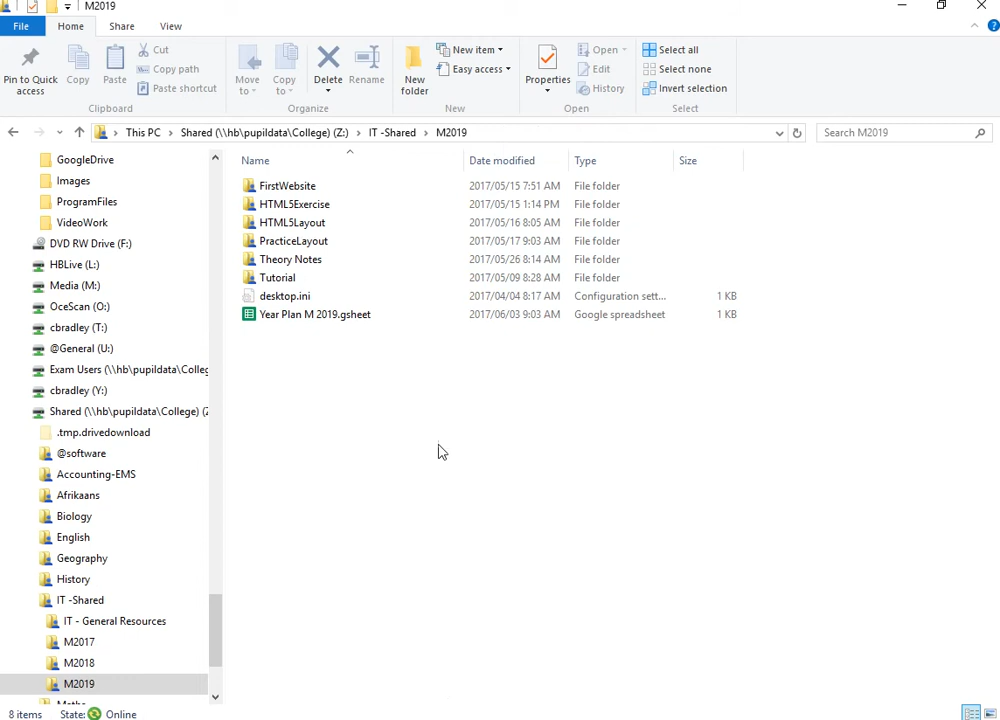 M2019
File Home Share View
Pin to Quick access
Copy
Paste
Cut
Copy path
Paste shortcut
Clipboard
Move to
Copy to
Delete
Rename
Organize
New folder
New item
Easy access
New
Properties
Open
Edit
History
Open
Select all
Select none
Invert selection
Select
This PC > Shared (\\hb\pupildata\College) (Z:) > IT -Shared > M2019
Search M2019
GoogleDrive
Images
ProgramFiles
VideoWork
DVD RW Drive (F:)
HBLive (L:)
Media (M:)
OceScan (O:)
cbradley (T:)
@General (U:)
Exam Users (\\hb\pupildata\Colleg
cbradley (Y:)
Shared (\\hb\pupildata\College) (Z
.tmp.drivedownload
@software
Accounting-EMS
Afrikaans
Biology
English
Geography
History
IT -Shared
IT - General Resources
M2017
M2018
M2019
Name Date modified Type Size
FirstWebsite 2017/05/15 7:51 AM File folder
HTML5Exercise 2017/05/15 1:14 PM File folder
HTML5Layout 2017/05/16 8:05 AM File folder
PracticeLayout 2017/05/17 9:03 AM File folder
Theory Notes 2017/05/26 8:14 AM File folder
Tutorial 2017/05/09 8:28 AM File folder
desktop.ini 2017/04/04 8:17 AM Configuration sett... 1 KB
Year Plan M 2019.gsheet 2017/06/03 9:03 AM Google spreadsheet 1 KB
8 items State: Online